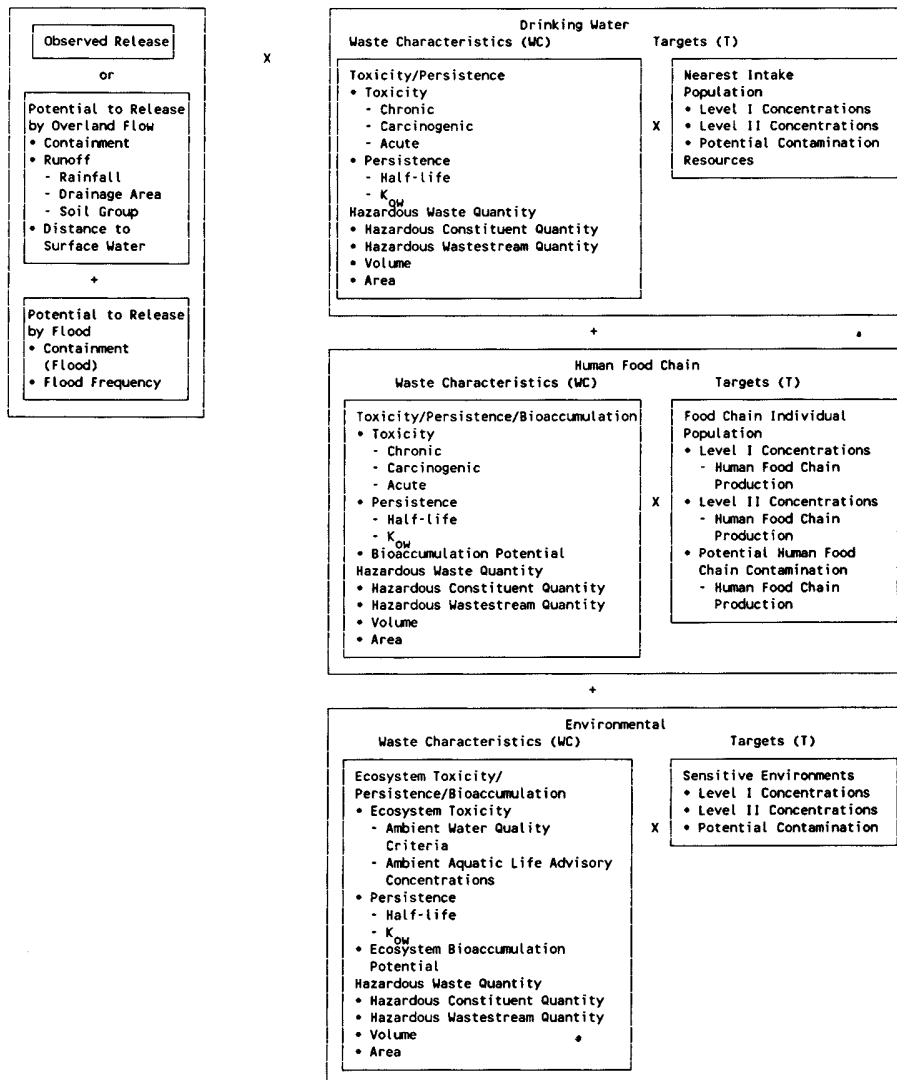 Observed Release
or
Potential to Release
by Overland Flow
• Containment
• Runoff
- Rainfall
- Drainage Area
- Soil Group
• Distance to
Surface Water
+
Potential to Release
by Flood
• Containment
(Flood)
• Flood Frequency
X
Drinking Water
Waste Characteristics (WC)
Toxicity/Persistence
• Toxicity
- Chronic
- Carcinogenic
- Acute
• Persistence
- Half-life
- Kow
Hazardous Waste Quantity
• Hazardous Constituent Quantity
• Hazardous Wastestream Quantity
• Volume
• Area
X
Targets (T)
Nearest Intake
Population
• Level I Concentrations
• Level II Concentrations
• Potential Contamination
Resources
+
Human Food Chain
Waste Characteristics (WC)
Toxicity/Persistence/Bioaccumulation
• Toxicity
- Chronic
- Carcinogenic
- Acute
• Persistence
- Half-life
- Kow
• Bioaccumulation Potential
Hazardous Waste Quantity
• Hazardous Constituent Quantity
• Hazardous Wastestream Quantity
• Volume
• Area
X
Targets (T)
Food Chain Individual
Population
• Level I Concentrations
- Human Food Chain
Production
• Level II Concentrations
- Human Food Chain
Production
• Potential Human Food
Chain Contamination
- Human Food Chain
Production
+
Environmental
Waste Characteristics (WC)
Ecosystem Toxicity/
Persistence/Bioaccumulation
• Ecosystem Toxicity
- Ambient Water Quality
Criteria
- Ambient Aquatic Life Advisory
Concentrations
• Persistence
- Half-life
- Kow
• Ecosystem Bioaccumulation
Potential
Hazardous Waste Quantity
• Hazardous Constituent Quantity
• Hazardous Wastestream Quantity
• Volume
• Area
X
Targets (T)
Sensitive Environments
• Level I Concentrations
• Level II Concentrations
• Potential Contamination